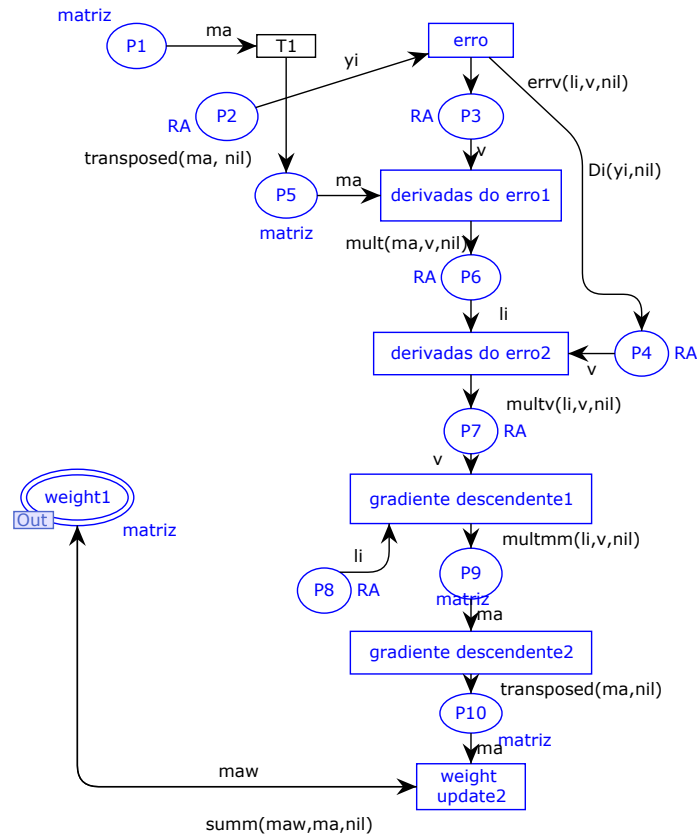 matriz
ma
P1
T1
erro
yi
errv(li,v,nil)
P2
RA
RA
P3
transposed(ma, nil)
v
Di(yi,nil)
P5
ma
derivadas do erro1
matriz
mult(ma,v,nil)
RA
P6
li
derivadas do erro2
P4
RA
v
multv(li,v,nil)
P7
RA
v
weight1
Out
matriz
gradiente descendente1
multmm(li,v,nil)
li
P8
RA
P9
matriz
ma
gradiente descendente2
transposed(ma,nil)
P10
matriz
ma
maw
weight
update2
summ(maw,ma,nil)